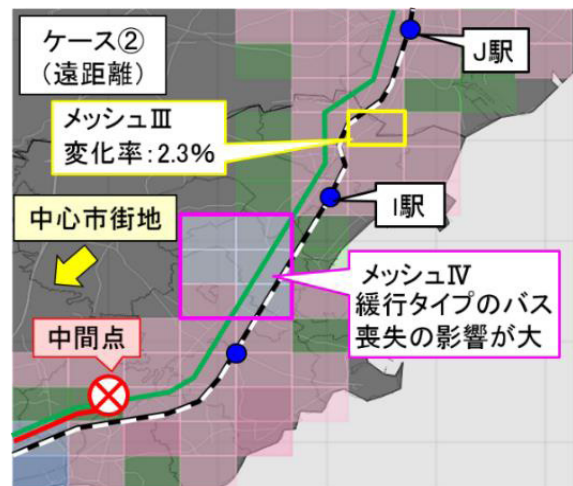 ケース②
（遠距離）
J駅
メッシュⅢ
変化率：2.3%
I駅
中心市街地
メッシュⅣ
緩行タイプのバス
喪失の影響が大
中間点